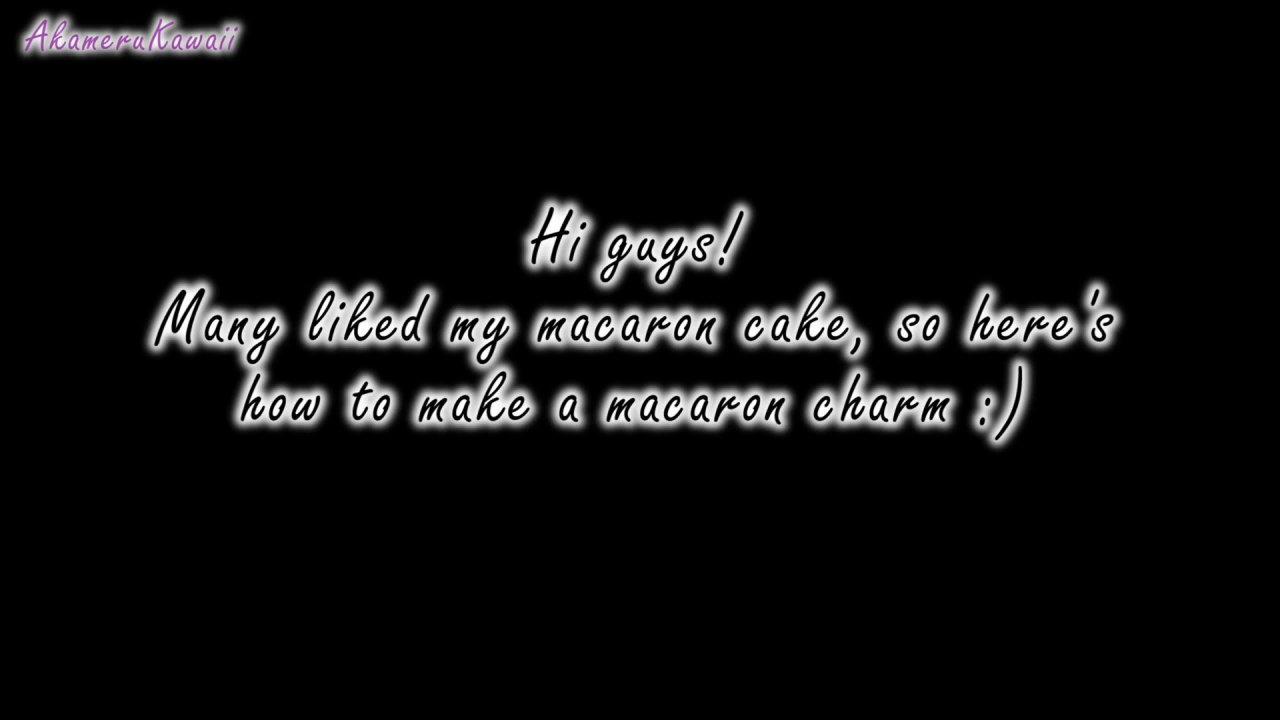 AkameruKawaii
Hi guys!
Many liked my macaron cake, so here's
how to make a macaron charm :)